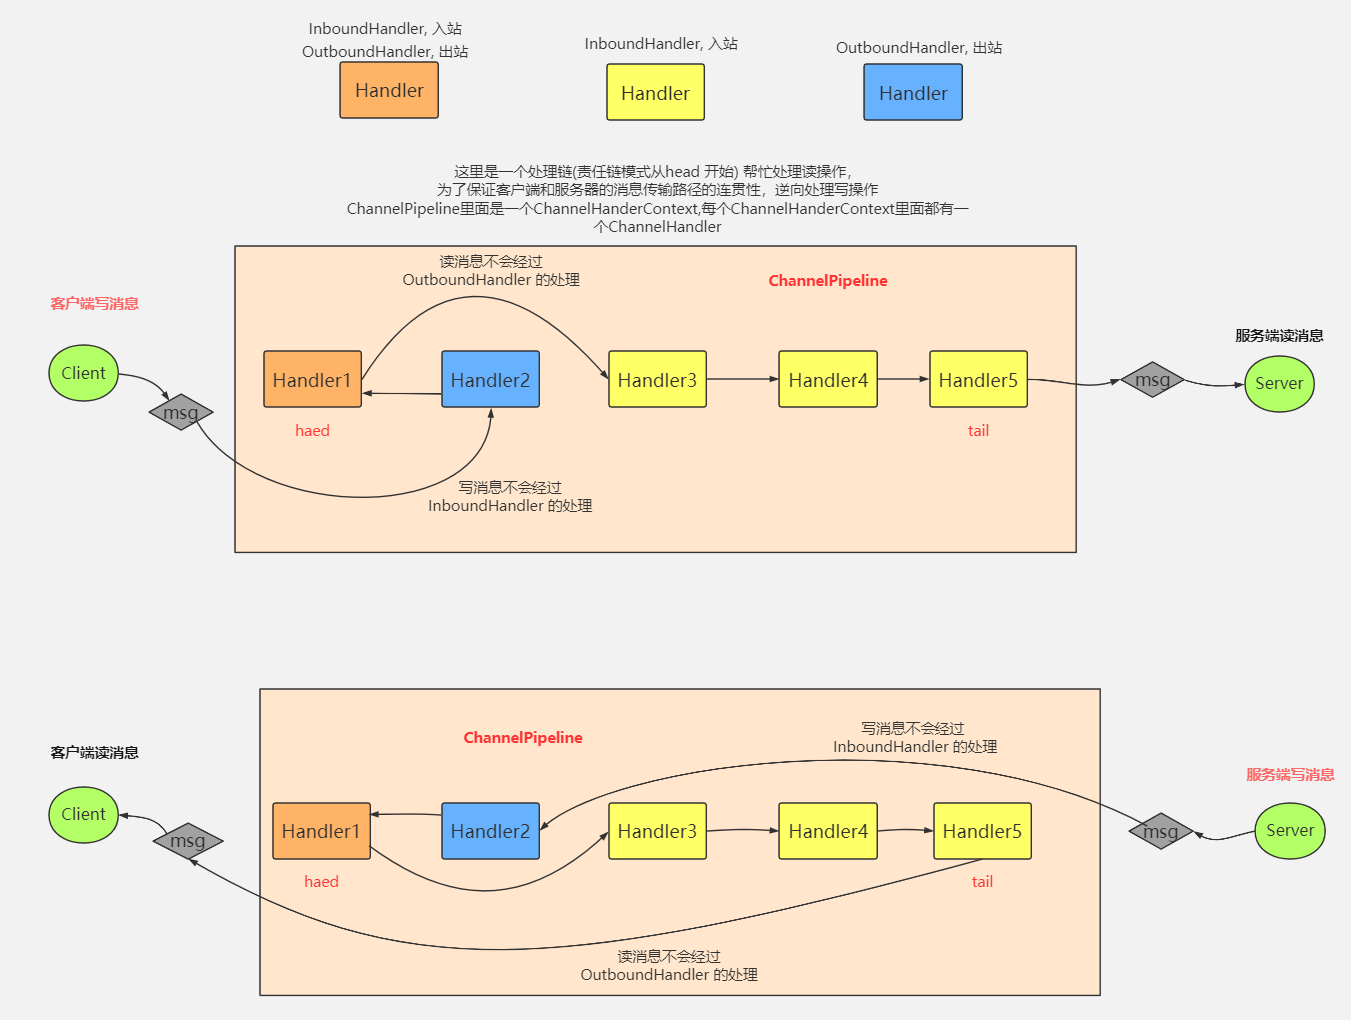 InboundHandler, 入站
OutboundHandler, 出站
Handler
InboundHandler, 入站
Handler
OutboundHandler, 出站
Handler
这里是一个处理链(责任链模式从head 开始) 帮忙处理读操作，
为了保证客户端和服务器的消息传输路径的连贯性，逆向处理写操作
ChannelPipeline里面是一个ChannelHanderContext,每个ChannelHanderContext里面都有一
个ChannelHandler
读消息不会经过
OutboundHandler 的处理
ChannelPipeline
客户端写消息
服务端读消息
Client
msg
Handler1
Handler2
Handler3
Handler4
Handler5
msg
Server
haed
tail
写消息不会经过
InboundHandler 的处理
ChannelPipeline
写消息不会经过
InboundHandler 的处理
客户端读消息
服务端写消息
Client
msg
Handler1
Handler2
Handler3
Handler4
Handler5
msg
Server
haed
tail
读消息不会经过
OutboundHandler 的处理